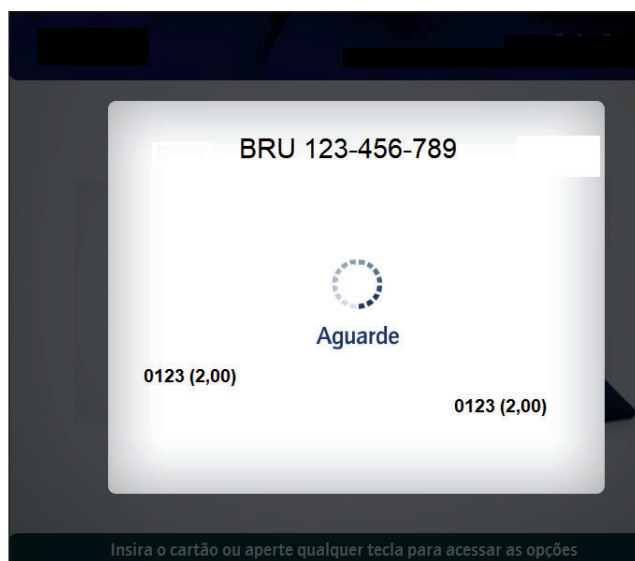 BRU 123-456-789
Aguarde
0123 (2,00)
0123 (2,00)
Insira o cartão ou aperte qualquer tecla para acessar as opções